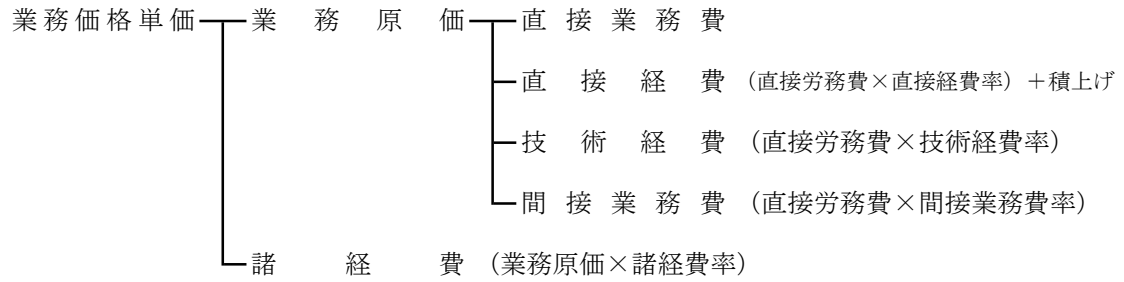 業務価格単価 業務原価 直接業務費
直接経費 (直接労務費×直接経費率)+積上げ
技術経費 (直接労務費×技術経費率)
間接業務費 (直接労務費×間接業務費率)
諸経費 (業務原価×諸経費率)